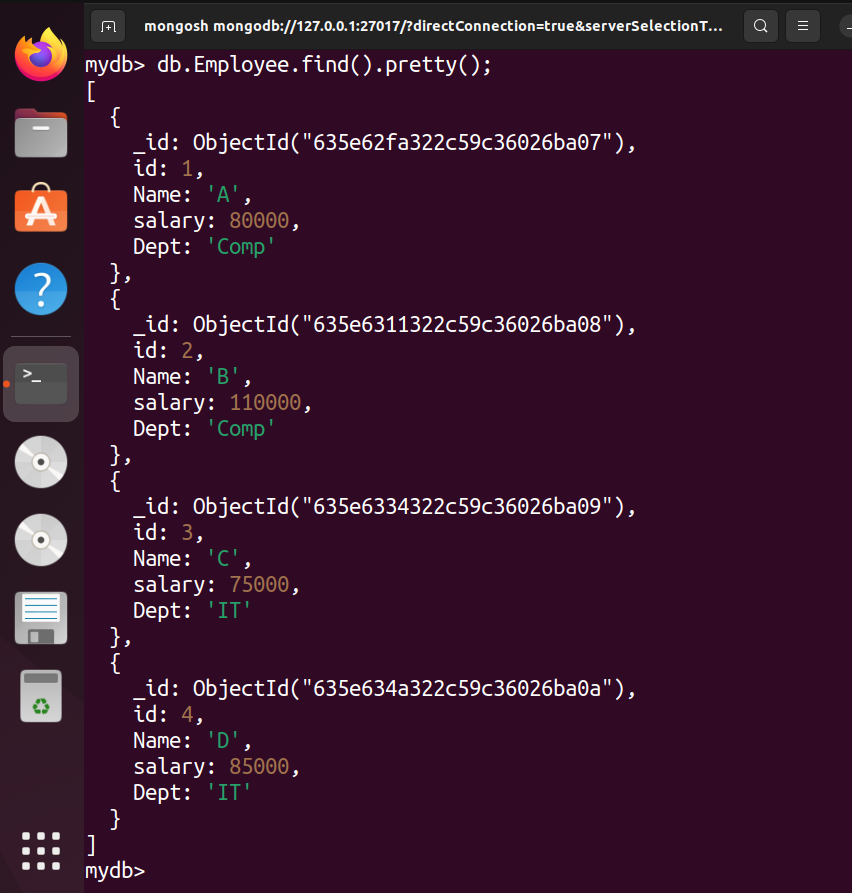 mongosh mongodb://127.0.0.1:27017/?directConnection=true&serverSelectionT...
mydb> db.Employee.find().pretty();
[
  {
    _id: ObjectId("635e62fa322c59c36026ba07"),
    id: 1,
    Name: 'A',
    salary: 80000,
    Dept: 'Comp'
  },
  {
    _id: ObjectId("635e6311322c59c36026ba08"),
    id: 2,
    Name: 'B',
    salary: 110000,
    Dept: 'Comp'
  },
  {
    _id: ObjectId("635e6334322c59c36026ba09"),
    id: 3,
    Name: 'C',
    salary: 75000,
    Dept: 'IT'
  },
  {
    _id: ObjectId("635e634a322c59c36026ba0a"),
    id: 4,
    Name: 'D',
    salary: 85000,
    Dept: 'IT'
  }
]
mydb>